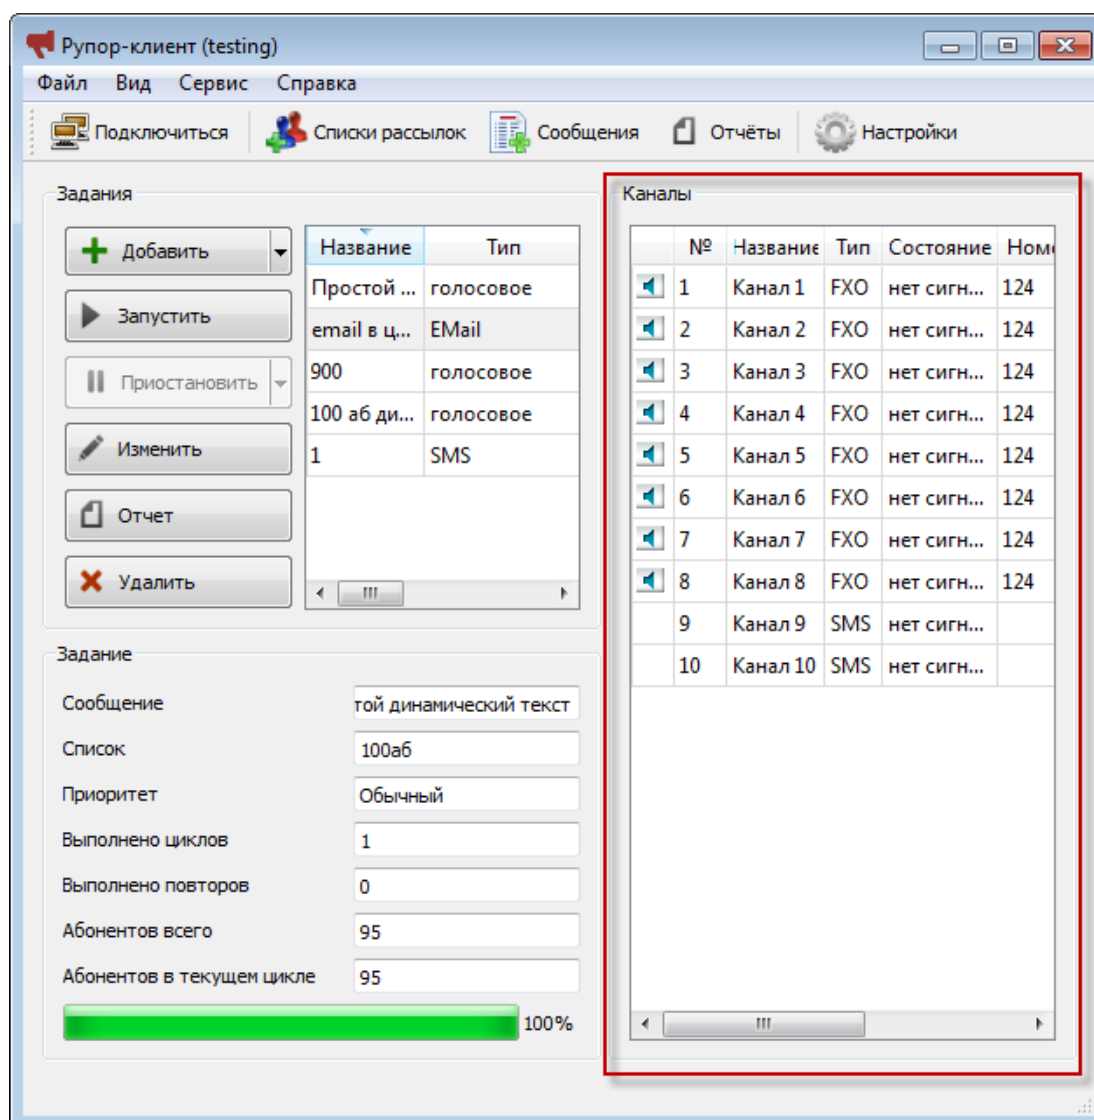 Рупор-клиент (testing)
Файл Вид Сервис Справка
Подключиться Списки рассылок Сообщения Отчёты Настройки
Задания
Добавить
Запустить
Приостановить
Изменить
Отчет
Удалить
Название Тип
Простой ... голосовое
email в ц... EMail
900 голосовое
100 аб ди... голосовое
1 SMS
Задание
Сообщение той динамический текст
Список 100аб
Приоритет Обычный
Выполнено циклов 1
Выполнено повторов 0
Абонентов всего 95
Абонентов в текущем цикле 95
100%
Каналы
№ Название Тип Состояние Номе
1 Канал 1 FXO нет сигн... 124
2 Канал 2 FXO нет сигн... 124
3 Канал 3 FXO нет сигн... 124
4 Канал 4 FXO нет сигн... 124
5 Канал 5 FXO нет сигн... 124
6 Канал 6 FXO нет сигн... 124
7 Канал 7 FXO нет сигн... 124
8 Канал 8 FXO нет сигн... 124
9 Канал 9 SMS нет сигн...
10 Канал 10 SMS нет сигн...